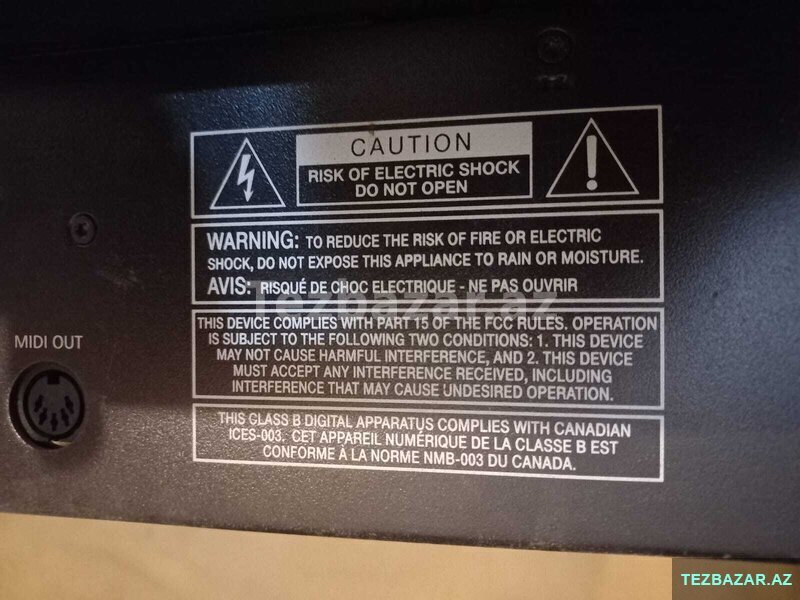 CAUTION
RISK OF ELECTRIC SHOCK
DO NOT OPEN
WARNING: TO REDUCE THE RISK OF FIRE OR ELECTRIC
SHOCK, DO NOT EXPOSE THIS APPLIANCE TO RAIN OR MOISTURE.
AVIS: RISQUÉ DE CHOC ELECTRIQUE - NE PAS OUVRIR
Tezbazar.az
THIS DEVICE COMPLIES WITH PART 15 OF THE FCC RULES. OPERATION
IS SUBJECT TO THE FOLLOWING TWO CONDITIONS: 1. THIS DEVICE
MAY NOT CAUSE HARMFUL INTERFERENCE, AND 2. THIS DEVICE
MUST ACCEPT ANY INTERFERENCE RECEIVED, INCLUDING
INTERFERENCE THAT MAY CAUSE UNDESIRED OPERATION.
MIDI OUT
THIS CLASS B DIGITAL APPARATUS COMPLIES WITH CANADIAN
ICES-003. CET APPAREIL NUMÉRIQUE DE LA CLASSE B EST
CONFORME À LA NORME NMB-003 DU CANADA.
TEZBAZAR.AZ